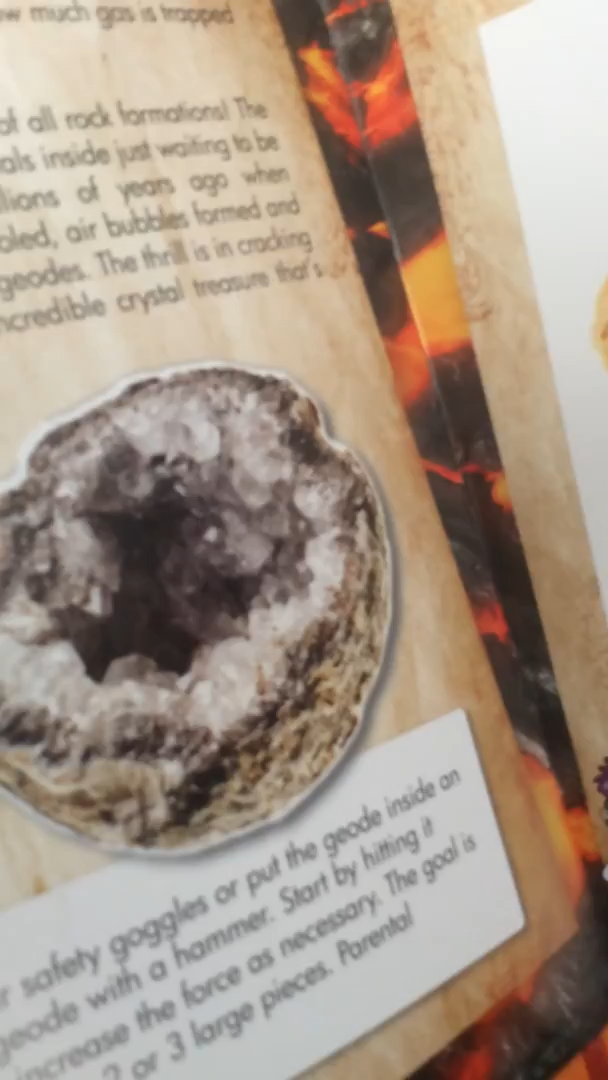 w much gas is trapped
of all rock formations! The
als inside just waiting to be
llions of years ago when
oled, air bubbles formed and
geodes. The thrill is in cracking
ncredible crystal treasure that's
r safety goggles or put the geode inside an
geode with a hammer. Start by hitting it
increase the force as necessary. The goal is
2 or 3 large pieces. Parental